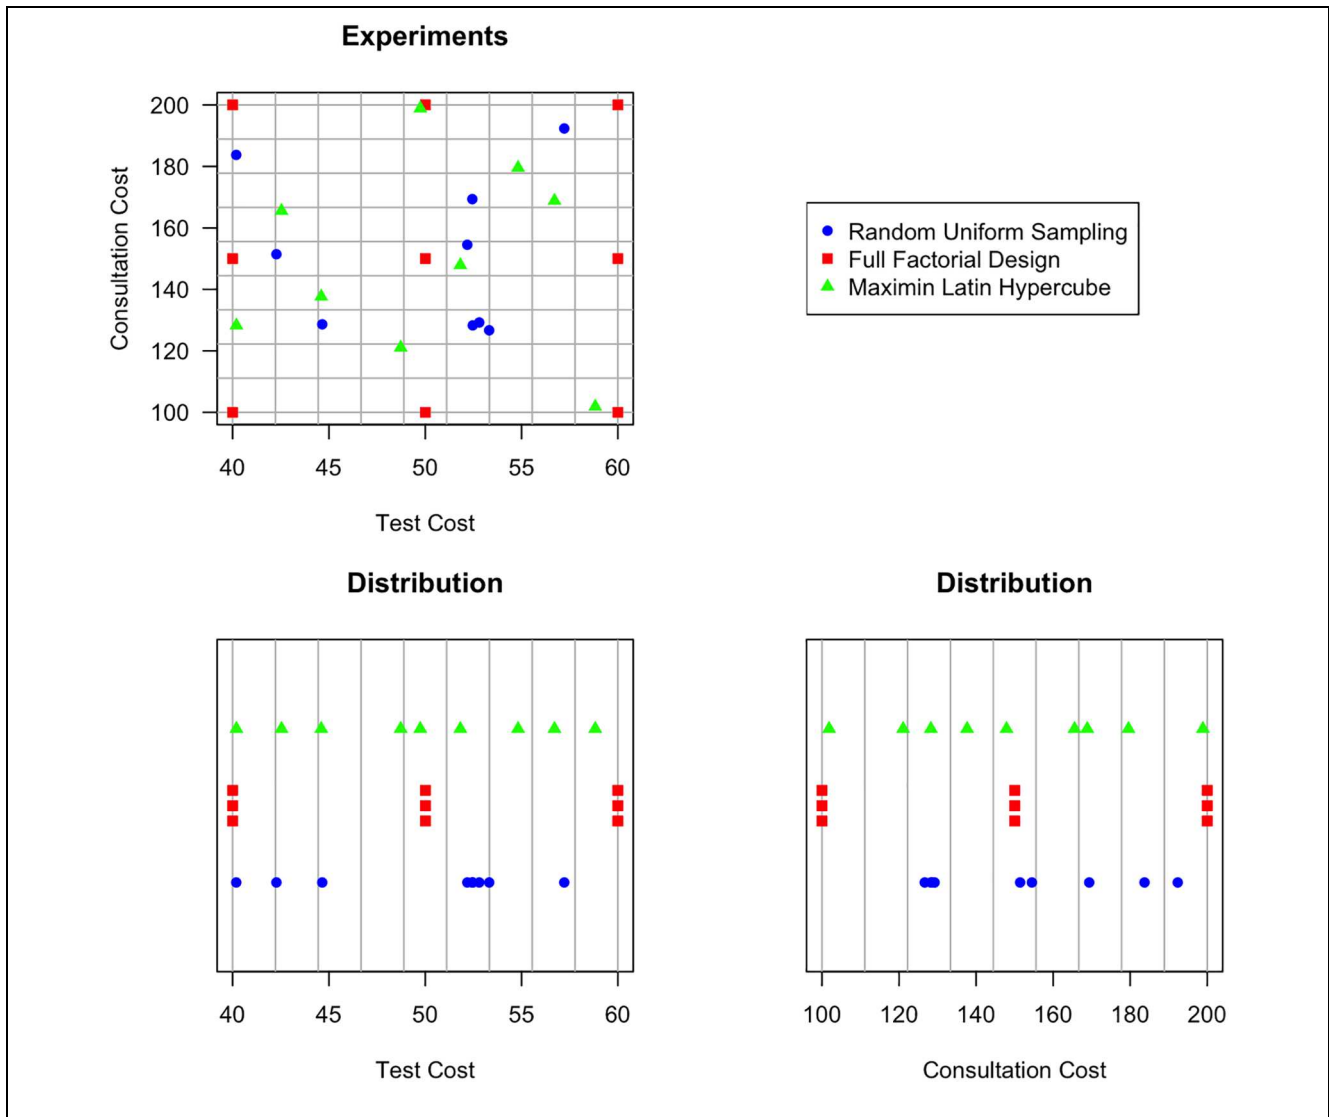 Experiments
200
180
160
140
120
100
Consultation Cost
40 45 50 55 60
Test Cost
Random Uniform Sampling
Full Factorial Design
Maximin Latin Hypercube
Distribution
40 45 50 55 60
Test Cost
Distribution
100 120 140 160 180 200
Consultation Cost